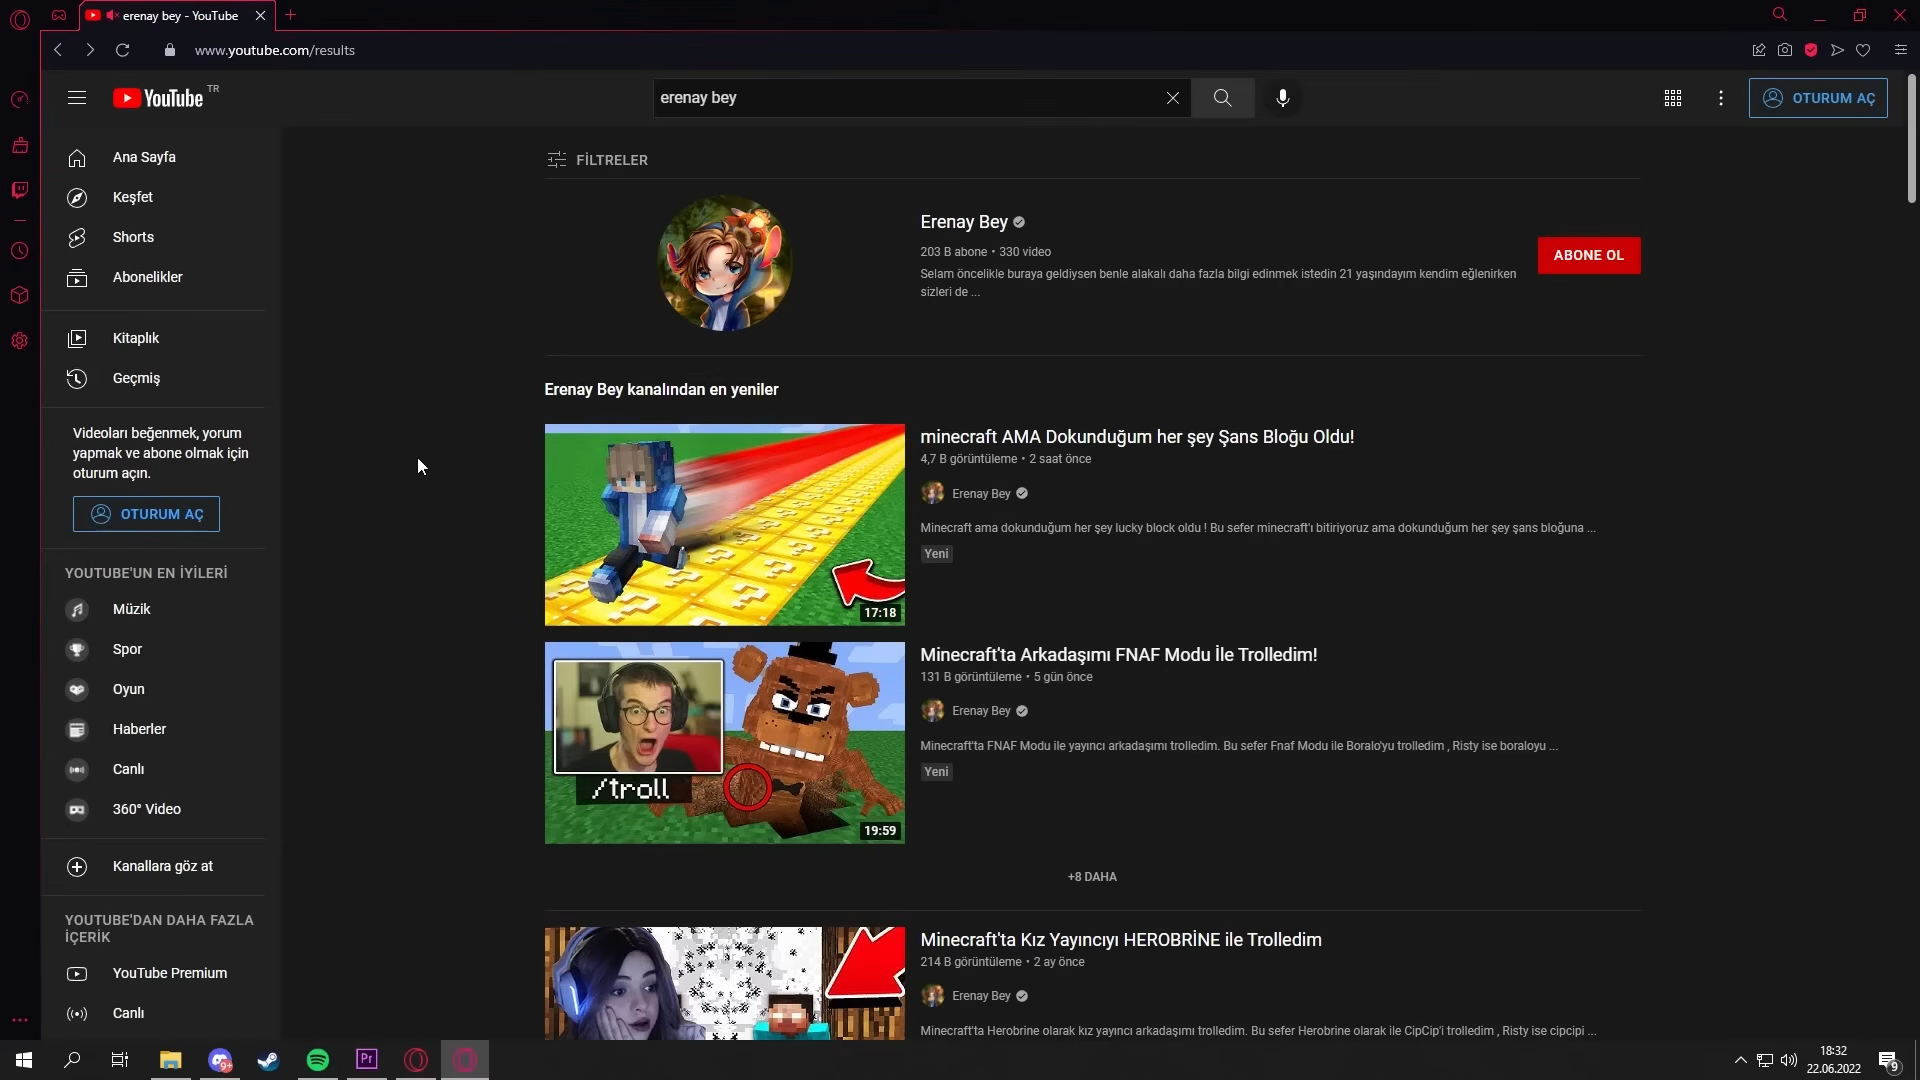 erenay bey - YouTube
www.youtube.com/results
YouTube TR
erenay bey
OTURUM AÇ
Ana Sayfa
Keşfet
Shorts
Abonelikler
Kitaplık
Geçmiş
Videoları beğenmek, yorum
yapmak ve abone olmak için
oturum açın.
OTURUM AÇ
YOUTUBE'UN EN İYİLERİ
Müzik
Spor
Oyun
Haberler
Canlı
360° Video
Kanallara göz at
YOUTUBE'DAN DAHA FAZLA
İÇERİK
YouTube Premium
Canlı
FİLTRELER
Erenay Bey
203 B abone • 330 video
Selam öncelikle buraya geldiysen benle alakalı daha fazla bilgi edinmek istedin 21 yaşındayım kendim eğlenirken
sizleri de ...
ABONE OL
Erenay Bey kanalından en yeniler
17:18
minecraft AMA Dokunduğum her şey Şans Bloğu Oldu!
4,7 B görüntüleme • 2 saat önce
Erenay Bey
Minecraft ama dokunduğum her şey lucky block oldu ! Bu sefer minecraft'ı bitiriyoruz ama dokunduğum her şey şans bloğuna ...
Yeni
/troll
19:59
Minecraft'ta Arkadaşımı FNAF Modu İle Trolledim!
131 B görüntüleme • 5 gün önce
Erenay Bey
Minecraft'ta FNAF Modu ile yayıncı arkadaşımı trolledim. Bu sefer Fnaf Modu ile Boralo'yu trolledim , Risty ise boraloyu ...
Yeni
+8 DAHA
Minecraft'ta Kız Yayıncıyı HEROBRİNE ile Trolledim
214 B görüntüleme • 2 ay önce
Erenay Bey
Minecraft'ta Herobrine olarak kız yayıncı arkadaşımı trolledim. Bu sefer Herobrine olarak ile CipCip'i trolledim , Risty ise cipcipi ...
9+
Pr
18:32
22.06.2022
9